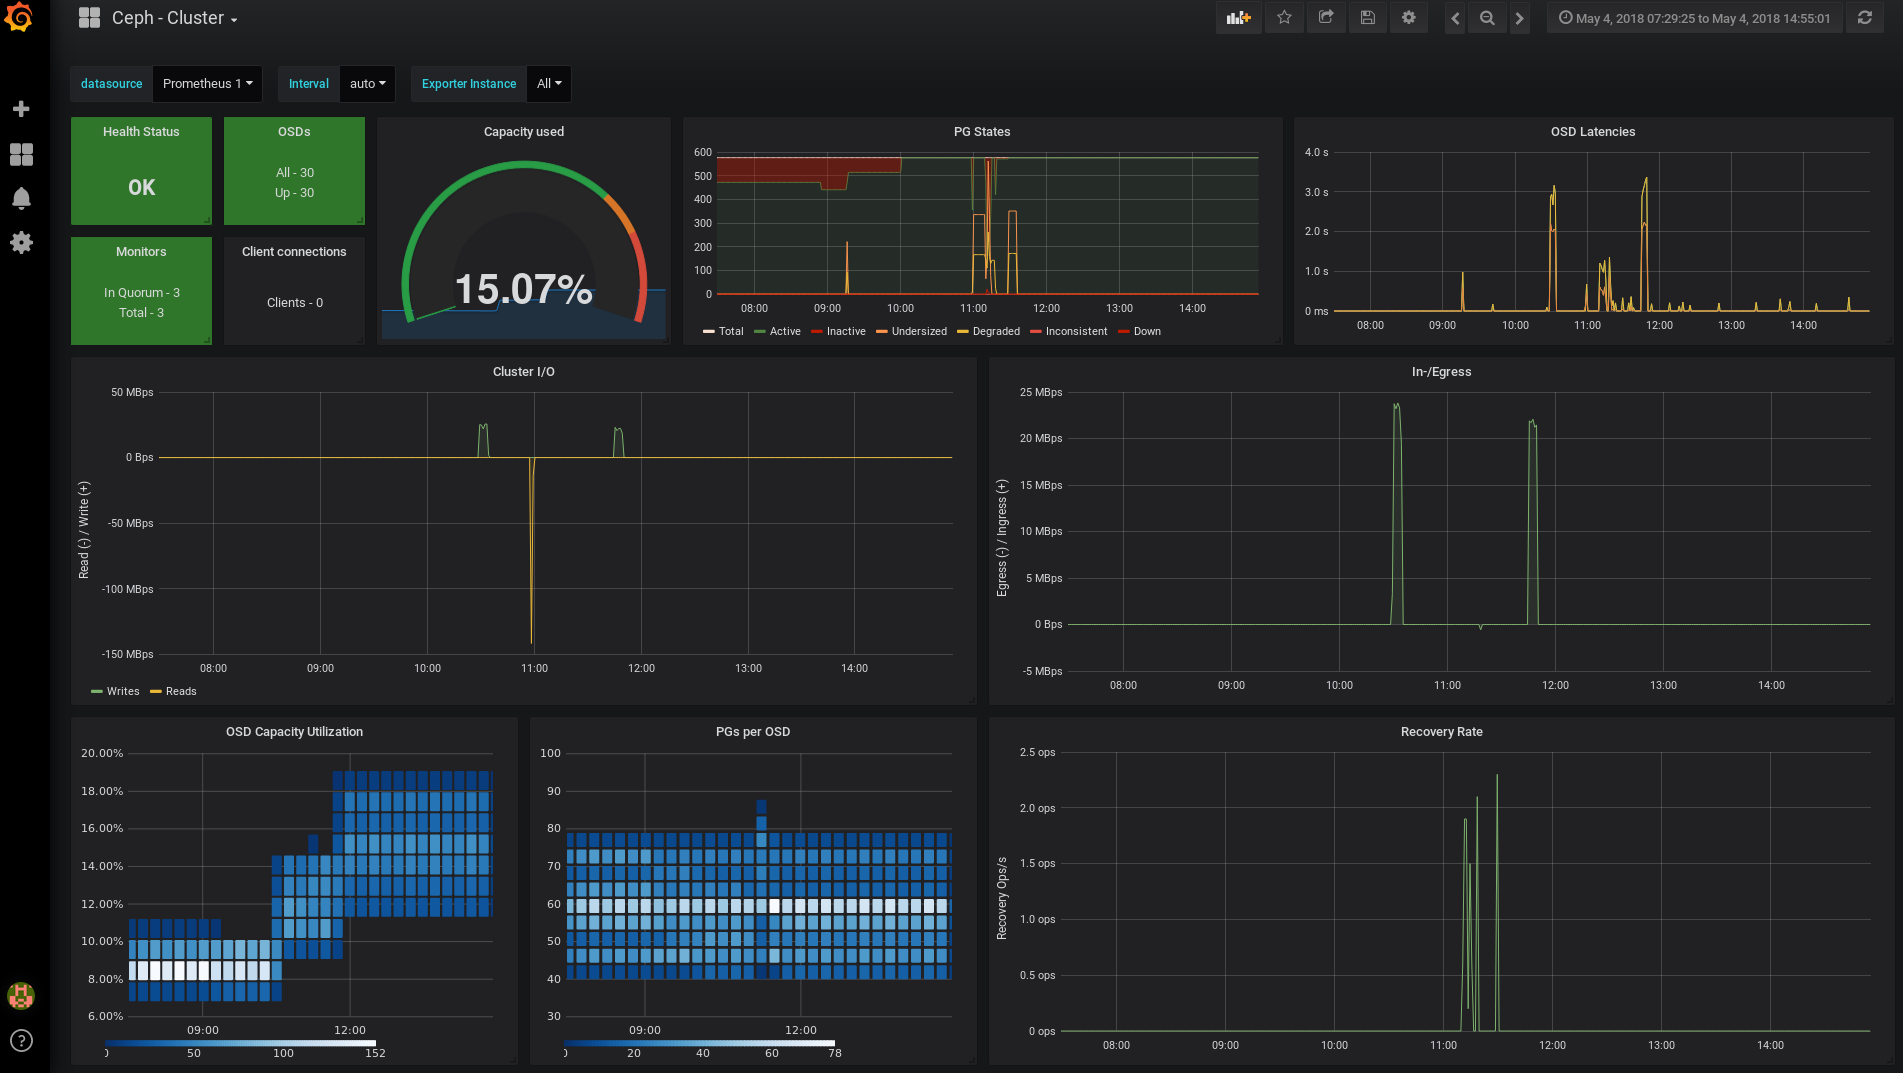 Ceph - Cluster
May 4, 2018 07:29:25 to May 4, 2018 14:55:01
datasource Prometheus 1 Interval auto Exporter Instance All
Health Status
OK
OSDs
All - 30
Up - 30
Monitors
In Quorum - 3
Total - 3
Client connections
Clients - 0
Capacity used
15.07%
PG States
600
500
400
300
200
100
0
08:00 09:00 10:00 11:00 12:00 13:00 14:00
Total Active Inactive Undersized Degraded Inconsistent Down
OSD Latencies
4.0 s
3.0 s
2.0 s
1.0 s
0 ms
08:00 09:00 10:00 11:00 12:00 13:00 14:00
Cluster I/O
Read (-) / Write (+)
50 MBps
0 Bps
-50 MBps
-100 MBps
-150 MBps
08:00 09:00 10:00 11:00 12:00 13:00 14:00
Writes Reads
In-/Egress
Egress (-) / Ingress (+)
25 MBps
20 MBps
15 MBps
10 MBps
5 MBps
0 Bps
-5 MBps
08:00 09:00 10:00 11:00 12:00 13:00 14:00
OSD Capacity Utilization
20.00%
18.00%
16.00%
14.00%
12.00%
10.00%
8.00%
6.00%
09:00 12:00
0 50 100 152
PGs per OSD
100
90
80
70
60
50
40
30
09:00 12:00
0 20 40 60 78
Recovery Rate
Recovery Ops/s
2.5 ops
2.0 ops
1.5 ops
1.0 ops
0.5 ops
0 ops
08:00 09:00 10:00 11:00 12:00 13:00 14:00